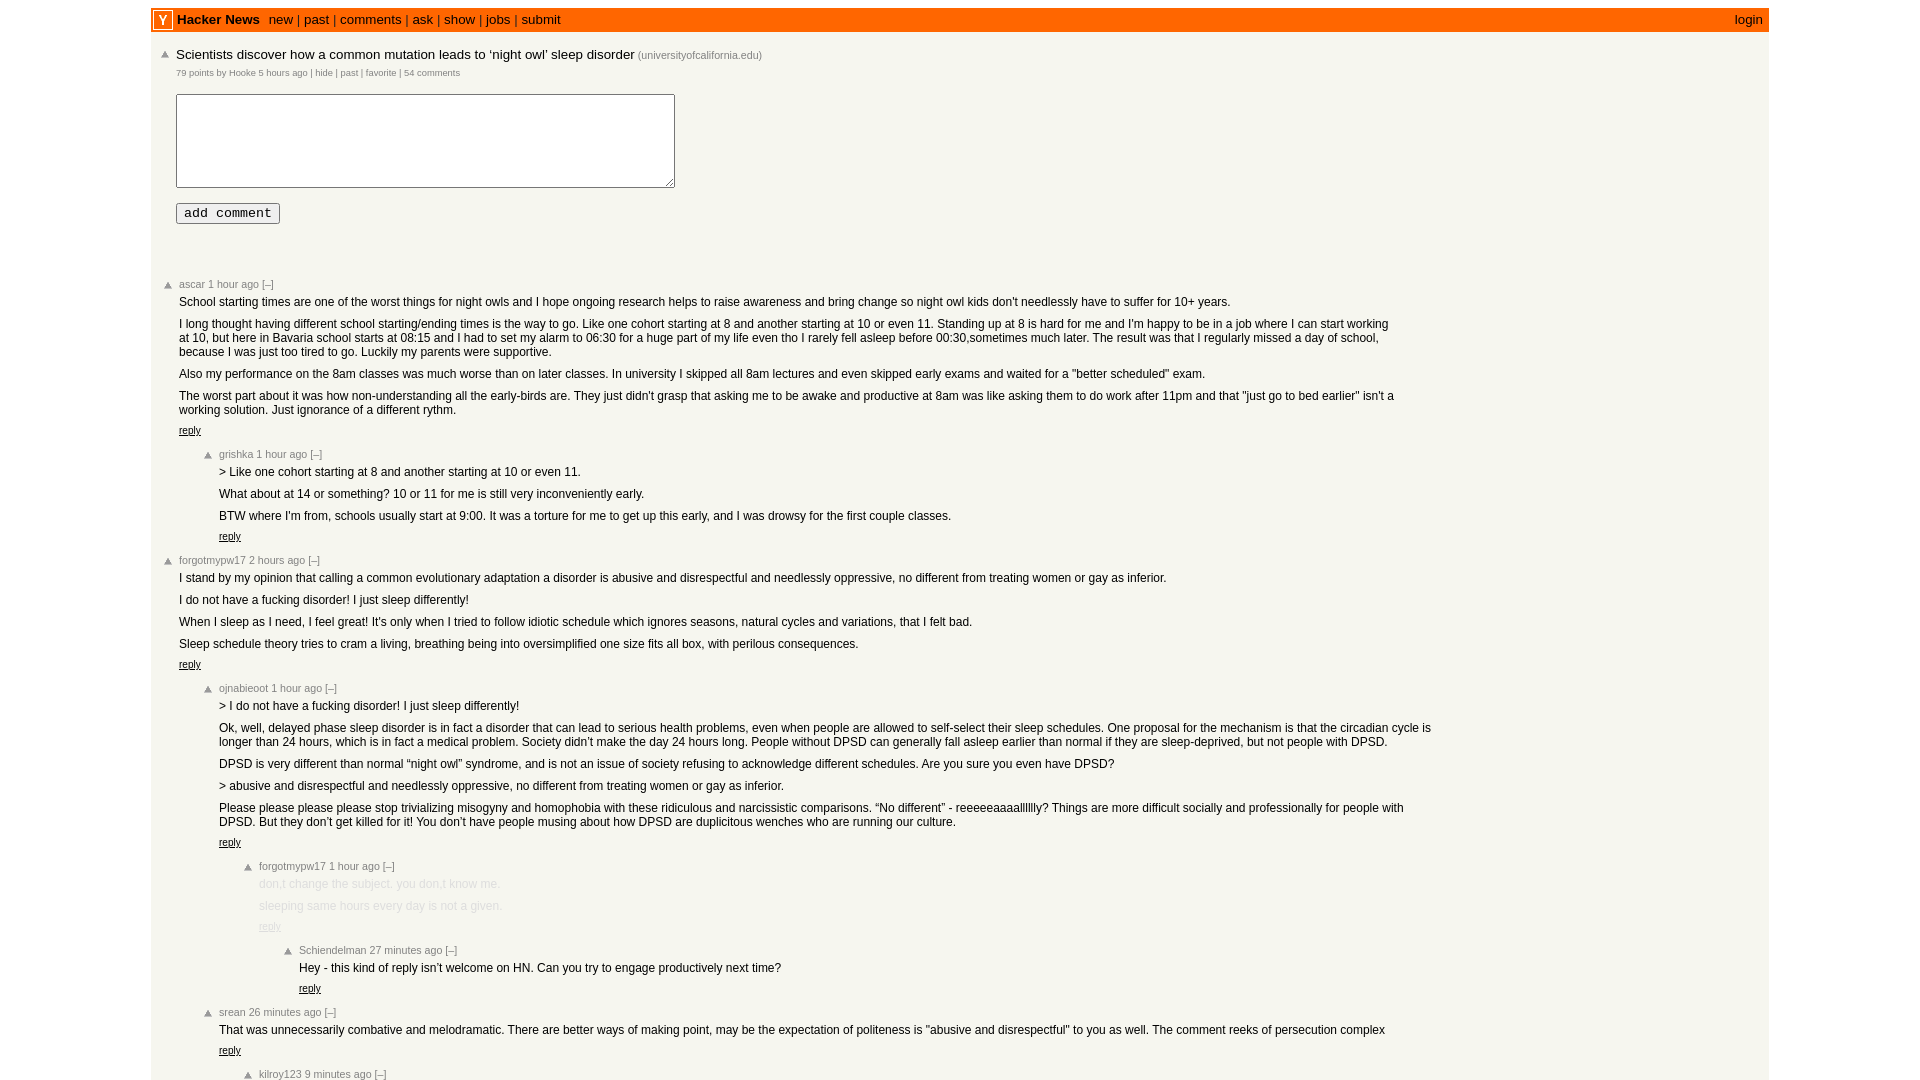 Y Hacker News new | past | comments | ask | show | jobs | submit login
Scientists discover how a common mutation leads to ‘night owl’ sleep disorder (universityofcalifornia.edu)
79 points by Hooke 5 hours ago | hide | past | favorite | 54 comments
add comment
ascar 1 hour ago [–]
School starting times are one of the worst things for night owls and I hope ongoing research helps to raise awareness and bring change so night owl kids don't needlessly have to suffer for 10+ years.
I long thought having different school starting/ending times is the way to go. Like one cohort starting at 8 and another starting at 10 or even 11. Standing up at 8 is hard for me and I'm happy to be in a job where I can start working
at 10, but here in Bavaria school starts at 08:15 and I had to set my alarm to 06:30 for a huge part of my life even tho I rarely fell asleep before 00:30,sometimes much later. The result was that I regularly missed a day of school,
because I was just too tired to go. Luckily my parents were supportive.
Also my performance on the 8am classes was much worse than on later classes. In university I skipped all 8am lectures and even skipped early exams and waited for a "better scheduled" exam.
The worst part about it was how non-understanding all the early-birds are. They just didn't grasp that asking me to be awake and productive at 8am was like asking them to do work after 11pm and that "just go to bed earlier" isn't a
working solution. Just ignorance of a different rythm.
reply
grishka 1 hour ago [–]
> Like one cohort starting at 8 and another starting at 10 or even 11.
What about at 14 or something? 10 or 11 for me is still very inconveniently early.
BTW where I'm from, schools usually start at 9:00. It was a torture for me to get up this early, and I was drowsy for the first couple classes.
reply
forgotmypw17 2 hours ago [–]
I stand by my opinion that calling a common evolutionary adaptation a disorder is abusive and disrespectful and needlessly oppressive, no different from treating women or gay as inferior.
I do not have a fucking disorder! I just sleep differently!
When I sleep as I need, I feel great! It's only when I tried to follow idiotic schedule which ignores seasons, natural cycles and variations, that I felt bad.
Sleep schedule theory tries to cram a living, breathing being into oversimplified one size fits all box, with perilous consequences.
reply
ojnabieoot 1 hour ago [–]
> I do not have a fucking disorder! I just sleep differently!
Ok, well, delayed phase sleep disorder is in fact a disorder that can lead to serious health problems, even when people are allowed to self-select their sleep schedules. One proposal for the mechanism is that the circadian cycle is
longer than 24 hours, which is in fact a medical problem. Society didn’t make the day 24 hours long. People without DPSD can generally fall asleep earlier than normal if they are sleep-deprived, but not people with DPSD.
DPSD is very different than normal “night owl” syndrome, and is not an issue of society refusing to acknowledge different schedules. Are you sure you even have DPSD?
> abusive and disrespectful and needlessly oppressive, no different from treating women or gay as inferior.
Please please please please stop trivializing misogyny and homophobia with these ridiculous and narcissistic comparisons. “No different” - reeeeeaaaalllllly? Things are more difficult socially and professionally for people with
DPSD. But they don’t get killed for it! You don’t have people musing about how DPSD are duplicitous wenches who are running our culture.
reply
forgotmypw17 1 hour ago [–]
don,t change the subject. you don,t know me.
sleeping same hours every day is not a given.
reply
Schiendelman 27 minutes ago [–]
Hey - this kind of reply isn’t welcome on HN. Can you try to engage productively next time?
reply
srean 26 minutes ago [–]
That was unnecessarily combative and melodramatic. There are better ways of making point, may be the expectation of politeness is "abusive and disrespectful" to you as well. The comment reeks of persecution complex
reply
kilroy123 9 minutes ago [–]